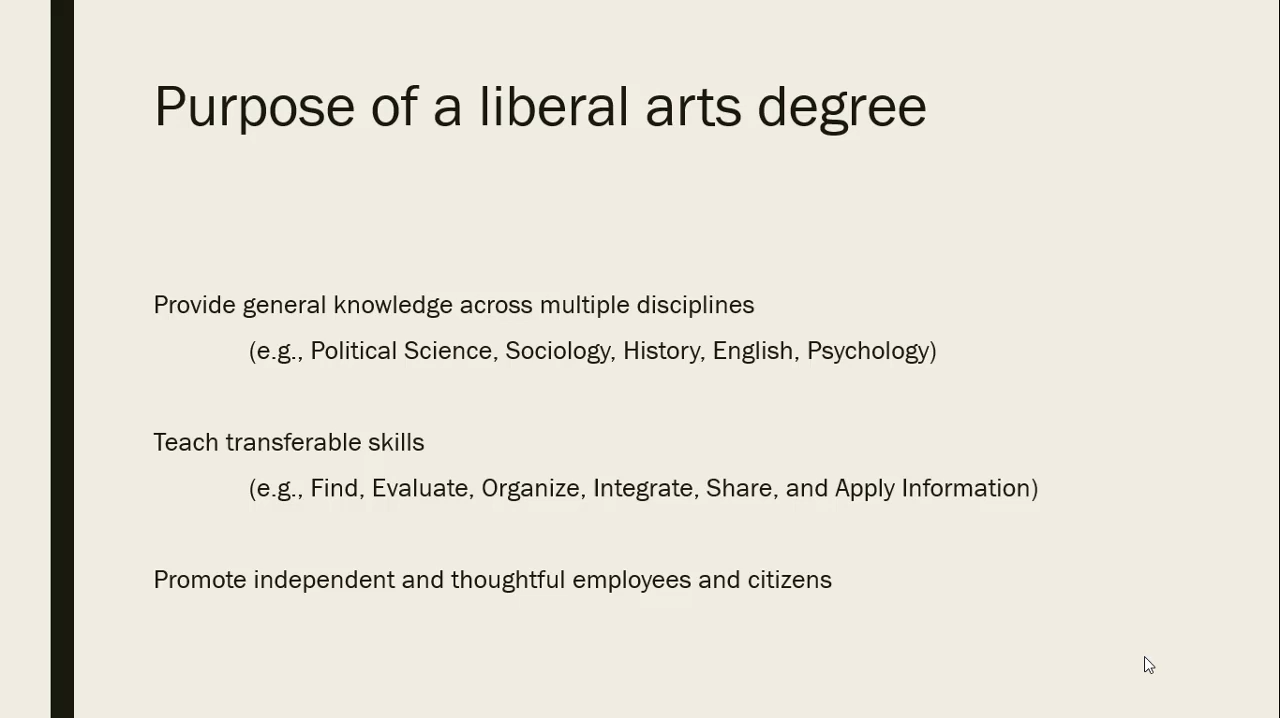 Purpose of a liberal arts degree
Provide general knowledge across multiple disciplines
(e.g., Political Science, Sociology, History, English, Psychology)
Teach transferable skills
(e.g., Find, Evaluate, Organize, Integrate, Share, and Apply Information)
Promote independent and thoughtful employees and citizens